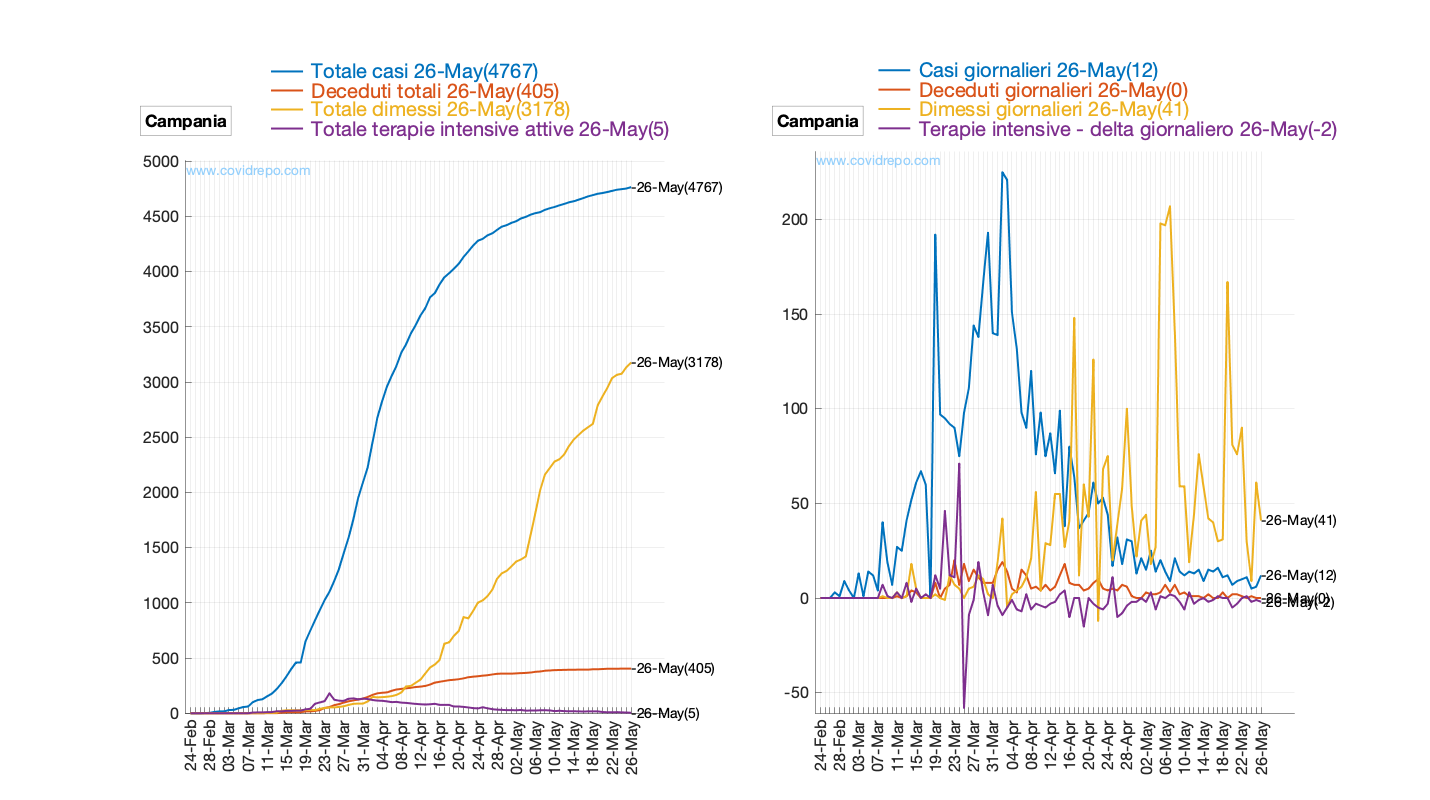 Totale casi 26-May(4767)
Deceduti totali 26-May(405)
Totale dimessi 26-May(3178)
Totale terapie intensive attive 26-May(5)
Campania
www.covidrepo.com
5000
4500
4000
3500
3000
2500
2000
1500
1000
500
0
26-May(4767)
26-May(3178)
26-May(405)
26-May(5)
24-Feb
28-Feb
03-Mar
07-Mar
11-Mar
15-Mar
19-Mar
23-Mar
27-Mar
31-Mar
04-Apr
08-Apr
12-Apr
16-Apr
20-Apr
24-Apr
28-Apr
02-May
06-May
10-May
14-May
18-May
22-May
26-May
Casi giornalieri 26-May(12)
Deceduti giornalieri 26-May(0)
Dimessi giornalieri 26-May(41)
Terapie intensive - delta giornaliero 26-May(-2)
Campania
www.covidrepo.com
200
150
100
50
0
-50
26-May(41)
26-May(12)
26-May(0)
26-May(-2)
24-Feb
28-Feb
03-Mar
07-Mar
11-Mar
15-Mar
19-Mar
23-Mar
27-Mar
31-Mar
04-Apr
08-Apr
12-Apr
16-Apr
20-Apr
24-Apr
28-Apr
02-May
06-May
10-May
14-May
18-May
22-May
26-May